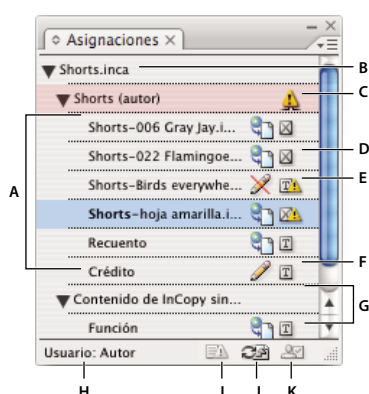 Asignaciones
Shorts.inca
B
Shorts (autor)
C
Shorts-006 Gray Jay.i...
Shorts-022 Flamingoe...
D
Shorts-Birds everywhe...
T
E
A
Shorts-hoja amarilla.i...
Recuento
T
Crédito
T
F
Contenido de InCopy sin...
G
Función
T
Usuario: Autor
H
I
J
K